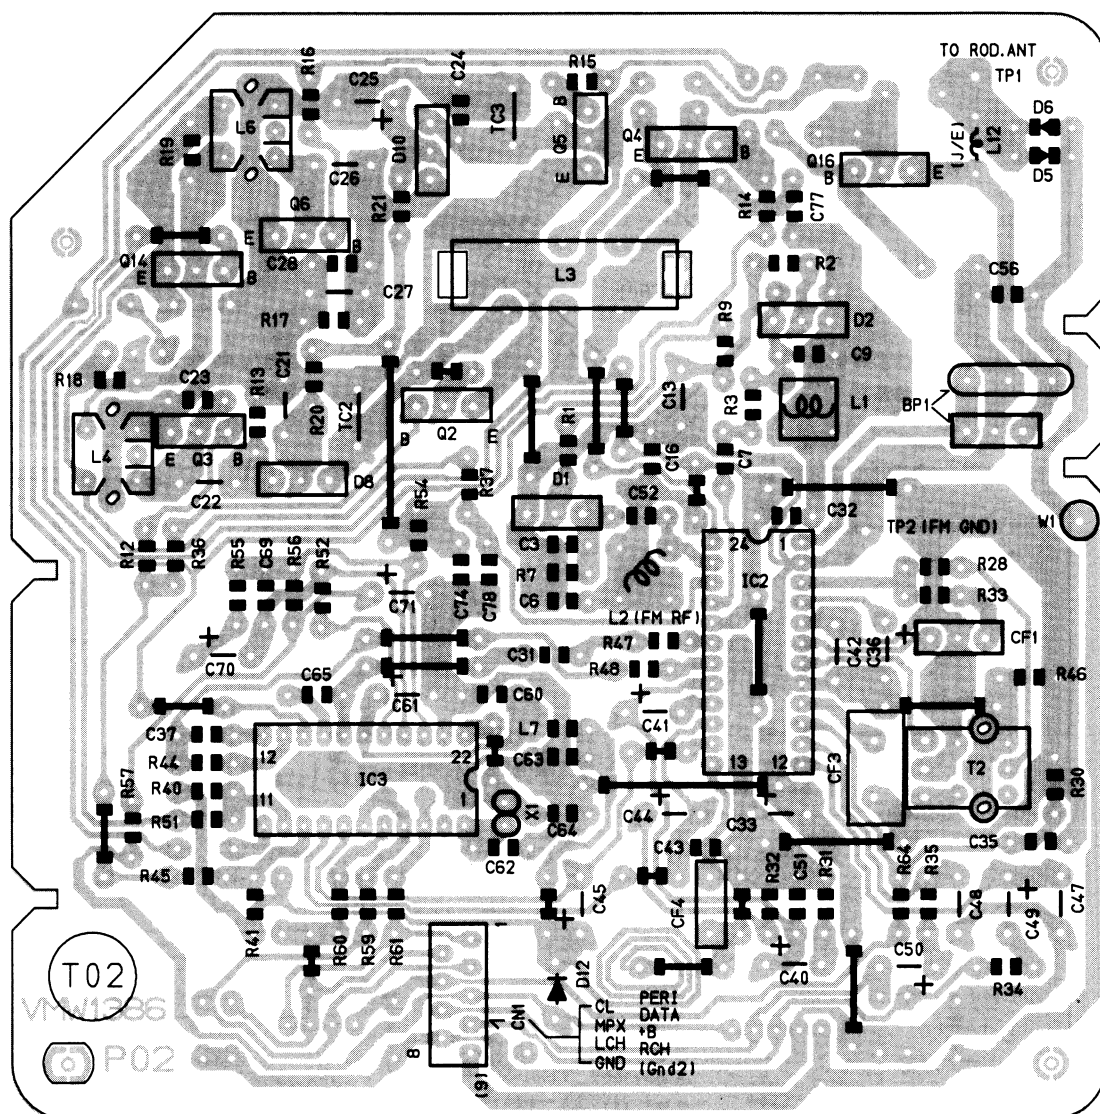 TO ROD.ANT
TP1
R16
C25
C24
R15
B
D6
L6
+
TC3
Q5
Q4
(J/E)
L12
R19
D10
E
B
Q16
D5
C26
E
B
E
R21
R14
C77
Q6
E
B
Q14
C28
L3
R2
E
B
C27
C56
R17
R9
D2
C9
R18
C23
R13
C21
R20
TC2
Q2
B
E
R1
C13
R3
L1
BP1
L4
E
Q3
B
C16
C7
C22
D8
R37
D1
R54
C52
C32
TP2(FM GND)
W1
R12
R36
R55
C69
R56
R52
C3
24
1
IC2
R7
R28
C74
C78
C6
R33
+
C71
L2(FM RF)
+
C70
C31
R47
C42
C36
+
CF1
R48
C65
+
C61
C60
+
C41
R46
C37
L7
12
22
R44
IC3
C63
13
12
CF3
T2
R57
R40
11
1
X1
R30
R51
C64
C44
+
C33
+
C62
C43
R32
C51
R31
R64
R35
C35
R45
C45
+
CF4
C48
+
C49
C47
R41
R60
R59
R61
1
C40
+
C50
+
R34
T02
D12
VMW1386
CN1
CL
PERI
DATA
MPX
+B
LCH
RCH
8
GND
(Gnd2)
P02
(9)